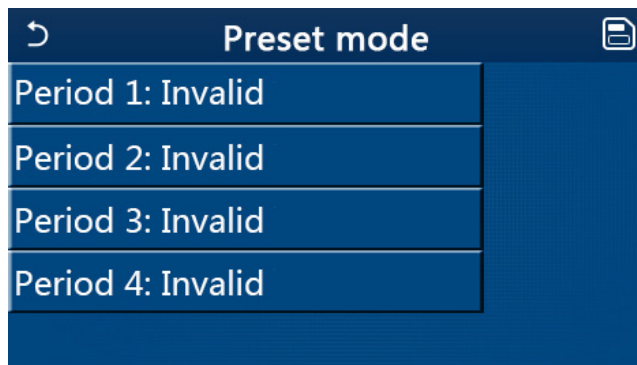 Preset mode
Period 1: Invalid
Period 2: Invalid
Period 3: Invalid
Period 4: Invalid